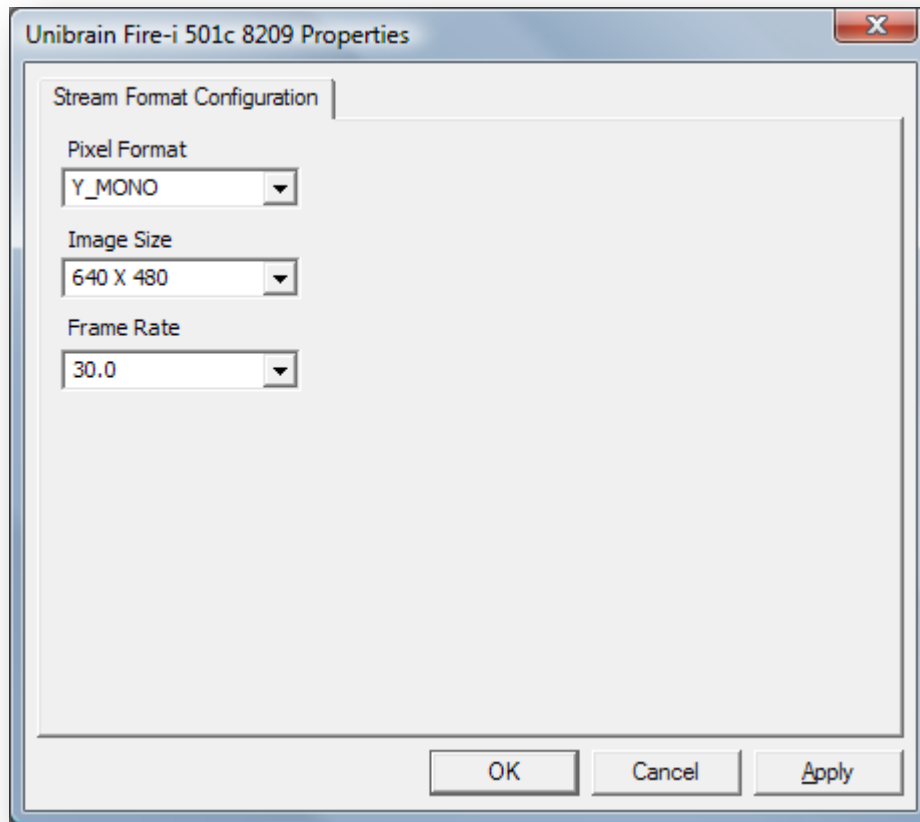 Unibrain Fire-i 501c 8209 Properties
Stream Format Configuration
Pixel Format
Y_MONO
Image Size
640 X 480
Frame Rate
30.0
OK Cancel Apply